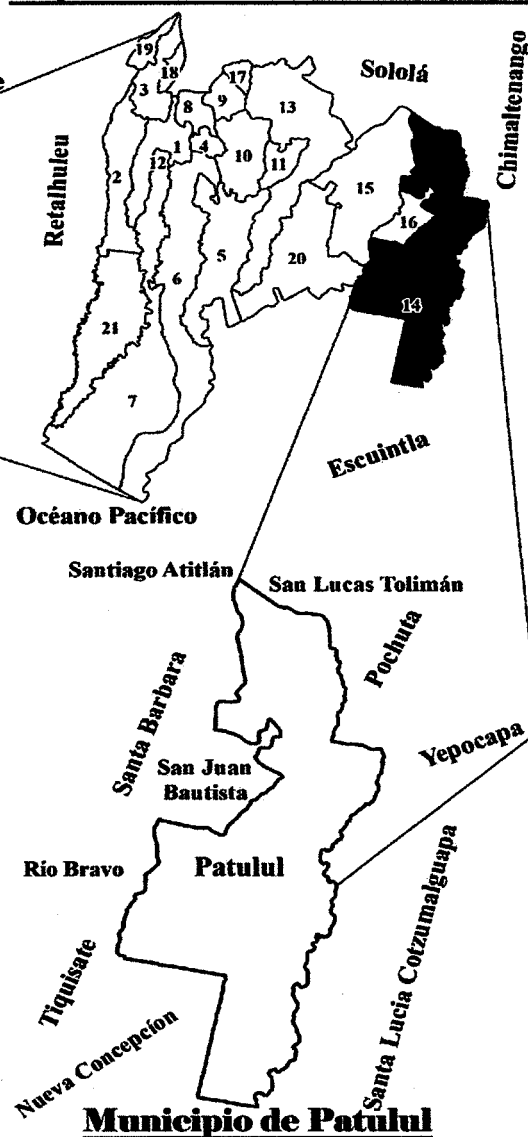 Sololá
Chimaltenango
Retalhuleu
19
18
17
3
8
9
13
1
4
12
10
11
2
15
16
5
20
6
14
21
7
Escuintla
Océano Pacífico
Santiago Atitlán
San Lucas Tolimán
Pochuta
Santa Barbara
Yepocapa
San Juan
Bautista
Río Bravo
Patulul
Santa Lucia Cotzumalguapa
Tiquisate
Nueva Concepcíon
Municipio de Patulul